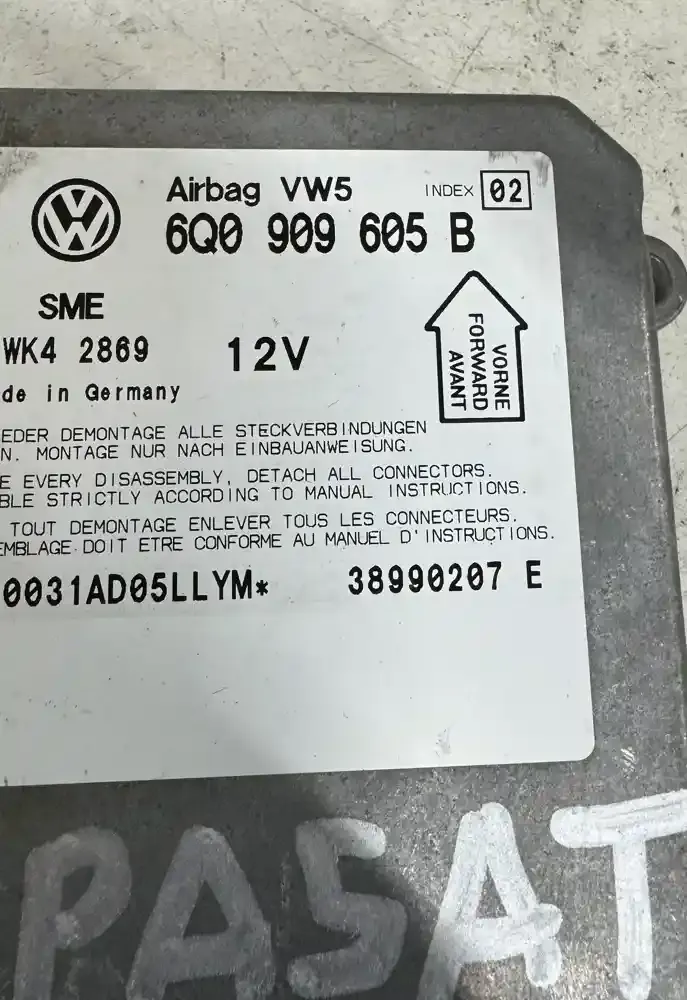 Airbag VW5 INDEX 02
6Q0 909 605 B
SME
WK4 2869 12V
VORNE
FORWARD
AVANT
de in Germany
EDER DEMONTAGE ALLE STECKVERBINDUNGEN
N. MONTAGE NUR NACH EINBAUANWEISUNG.
E EVERY DISASSEMBLY, DETACH ALL CONNECTORS.
BLE STRICTLY ACCORDING TO MANUAL INSTRUCTIONS.
TOUT DEMONTAGE ENLEVER TOUS LES CONNECTEURS.
EMBLAGE DOIT ETRE CONFORME AU MANUEL D'INSTRUCTIONS.
0031AD05LLYM* 38990207 E
PASAT